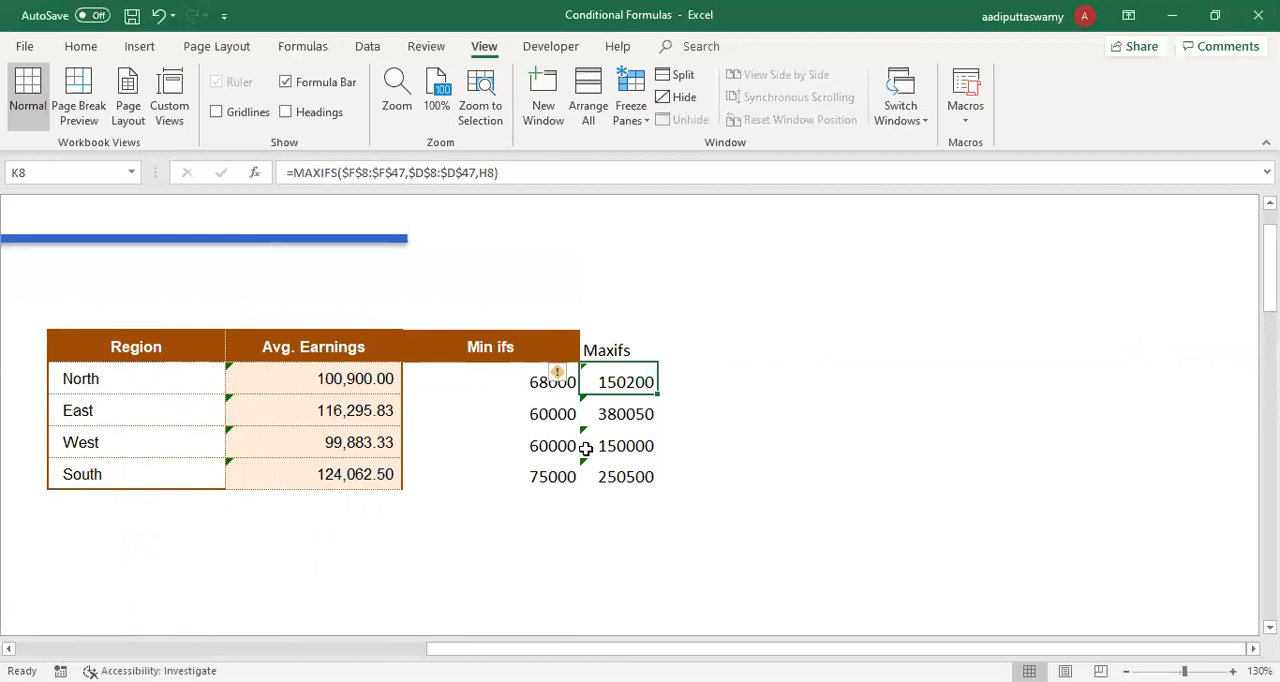 AutoSave Off Conditional Formulas - Excel aadiputtaswamy A
File Home Insert Page Layout Formulas Data Review View Developer Help Search Share Comments
Normal Page Break Preview Page Layout Custom Views
Workbook Views
Ruler Formula Bar
Gridlines Headings
Show
Zoom 100% Zoom to Selection
Zoom
New Window Arrange All Freeze Panes
Split
Hide
Unhide
View Side by Side
Synchronous Scrolling
Reset Window Position
Switch Windows
Window
Macros
Macros
K8 fx =MAXIFS($F$8:$F$47,$D$8:$D$47,H8)
Region Avg. Earnings Min ifs Maxifs
North 100,900.00 68000 150200
East 116,295.83 60000 380050
West 99,883.33 60000 150000
South 124,062.50 75000 250500
Ready Accessibility: Investigate 130%